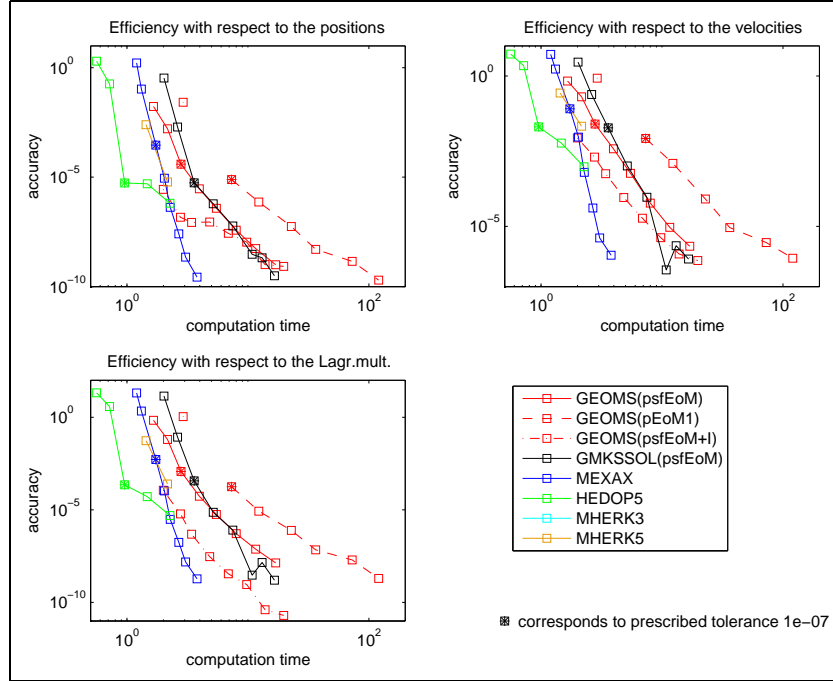 Efficiency with respect to the positions
10^0
10^−5
10^−10
accuracy
10^0
10^2
computation time
Efficiency with respect to the velocities
10^0
10^−5
accuracy
10^0
10^2
computation time
Efficiency with respect to the Lagr.mult.
10^0
10^−5
10^−10
accuracy
10^0
10^2
computation time
GEOMS(psfEoM)
GEOMS(pEoM1)
GEOMS(psfEoM+I)
GMKSSOL(psfEoM)
MEXAX
HEDOP5
MHERK3
MHERK5
corresponds to prescribed tolerance 1e−07